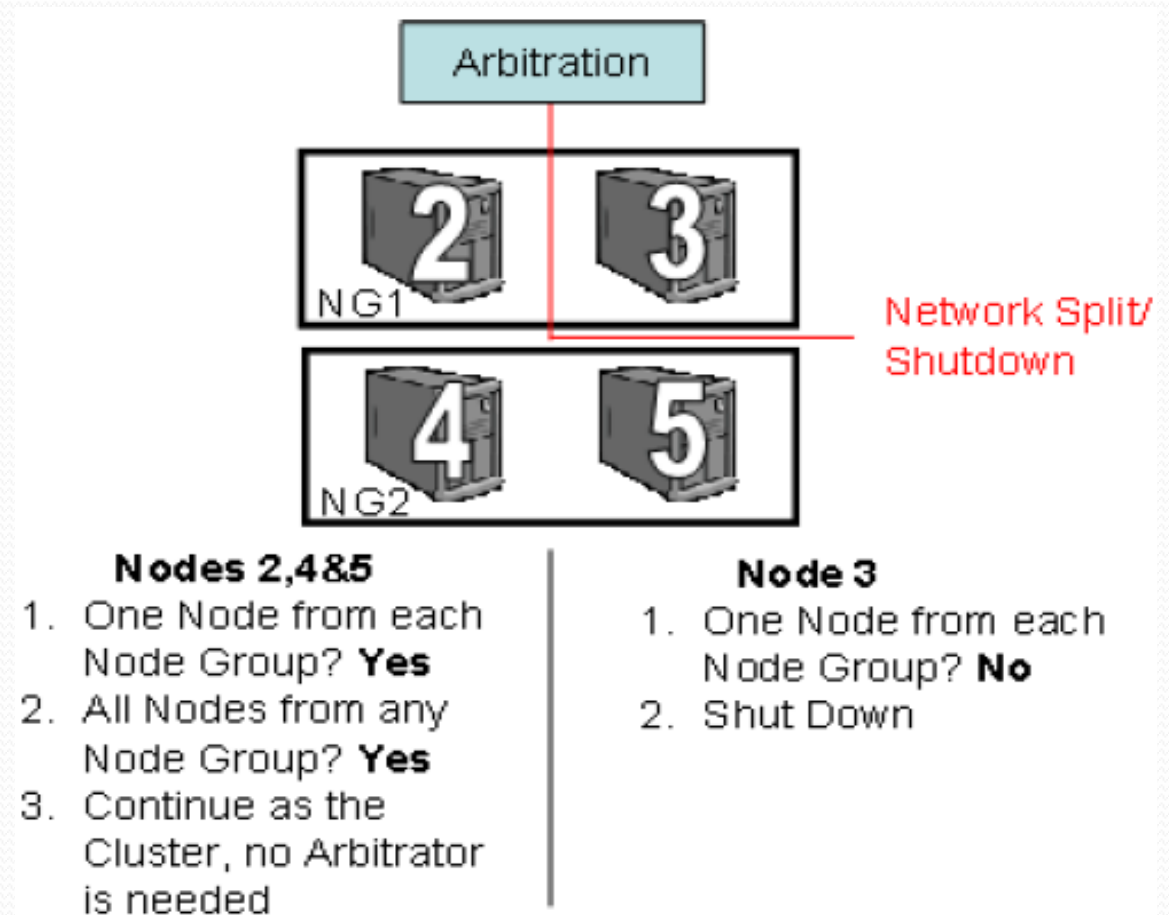 Arbitration
2
3
NG1
Network Split/
Shutdown
4
5
NG2
Nodes 2,4&5
1. One Node from each
Node Group? Yes
2. All Nodes from any
Node Group? Yes
3. Continue as the
Cluster, no Arbitrator
is needed
Node 3
1. One Node from each
Node Group? No
2. Shut Down